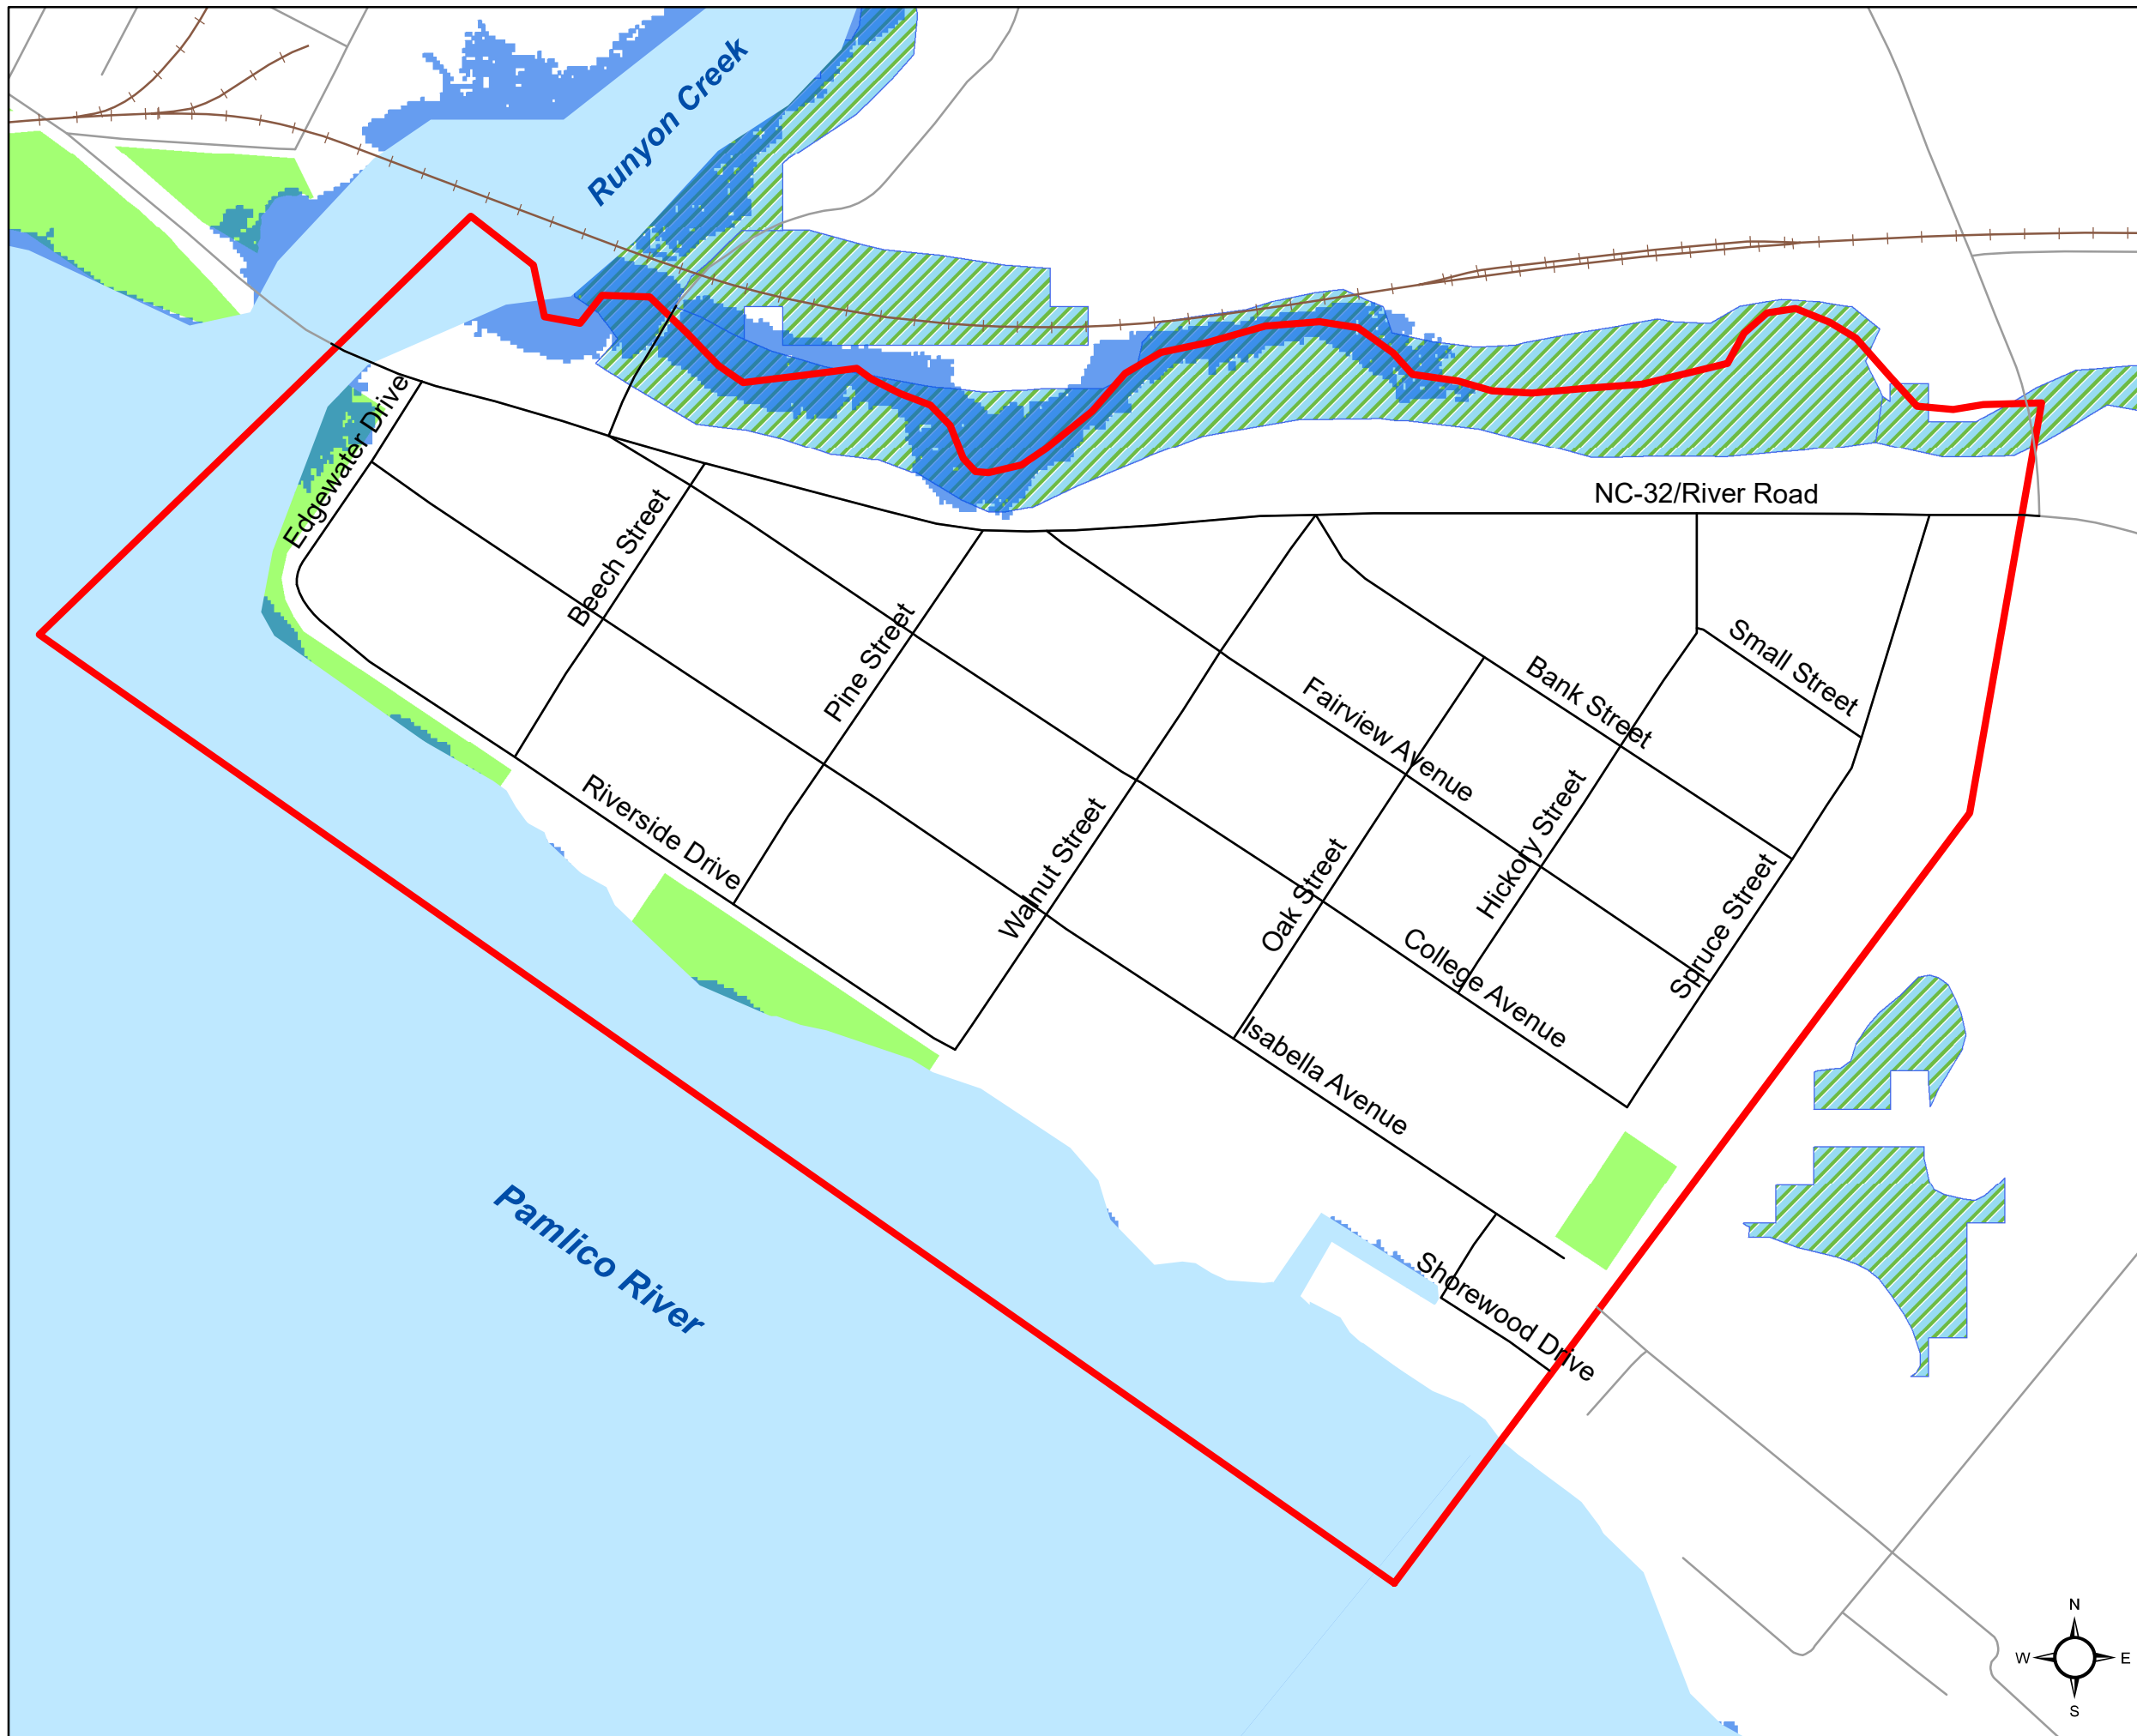 Runyon Creek
Edgewater Drive
NC-32/River Road
Beech Street
Pine Street
Small Street
Bank Street
Fairview Avenue
Riverside Drive
Walnut Street
Hickory Street
Oak Street
Spruce Street
College Avenue
Isabella Avenue
Pamlico River
Shorewood Drive
N
W E
S